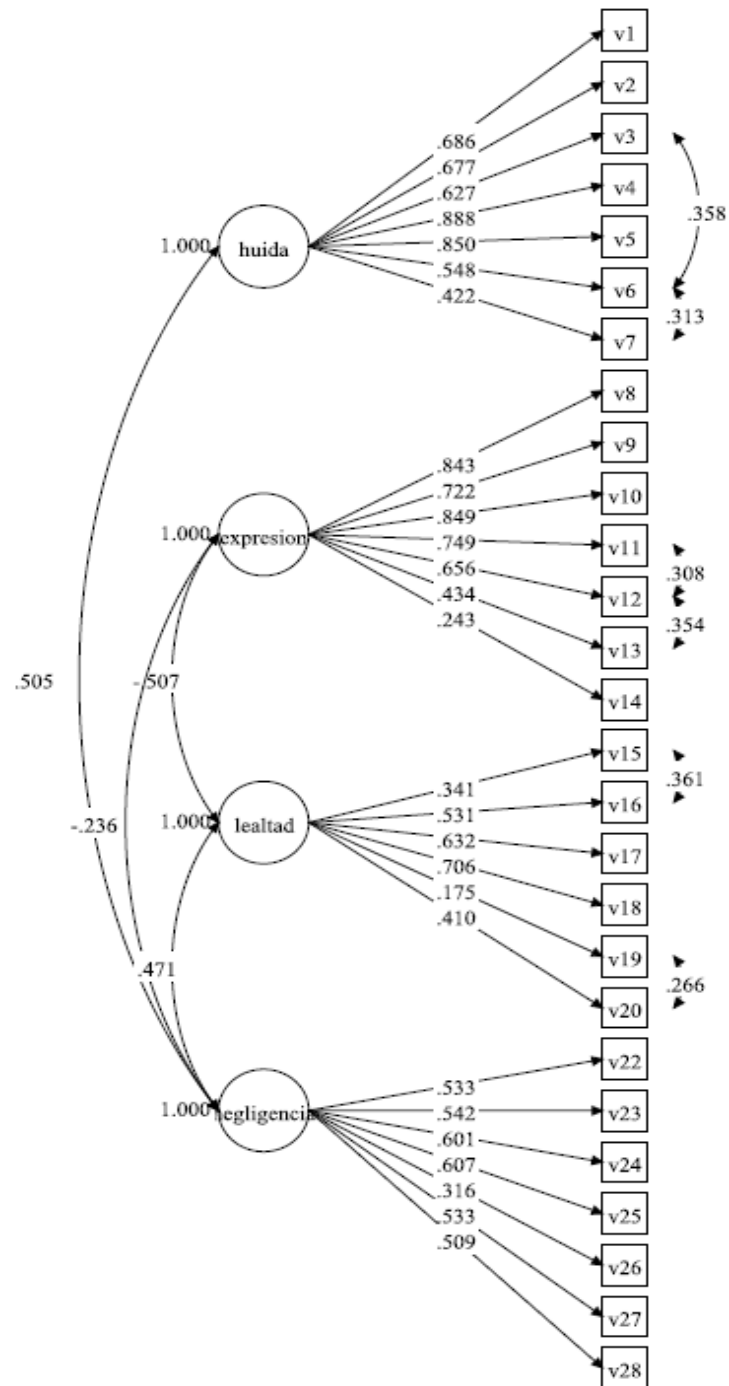 v1
v2
.686
v3
.677
.627
v4
.358
.888
1.000
huida
.850
v5
.548
v6
.422
.313
v7
v8
v9
.843
.722
v10
.849
1.000
expresion
.749
v11
.656
.308
.434
v12
.243
.354
v13
.505
-.507
v14
v15
.341
.361
.531
v16
-.236
1.000
lealtad
.632
v17
.706
.175
v18
.410
.471
v19
.266
v20
v22
.533
1.000
negligencia
.542
v23
.601
.607
v24
.316
.533
v25
.509
v26
v27
v28